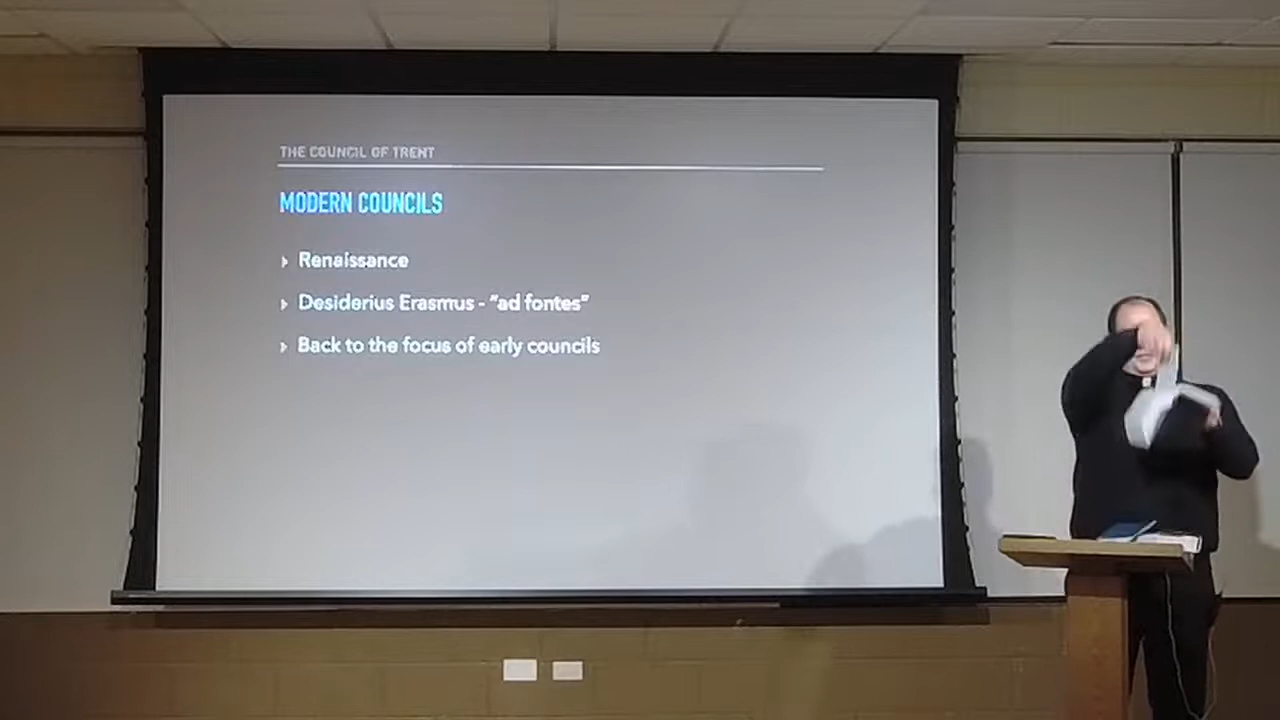 THE COUNCIL OF TRENT
MODERN COUNCILS
Renaissance
Desiderius Erasmus - "ad fontes"
Back to the focus of early councils